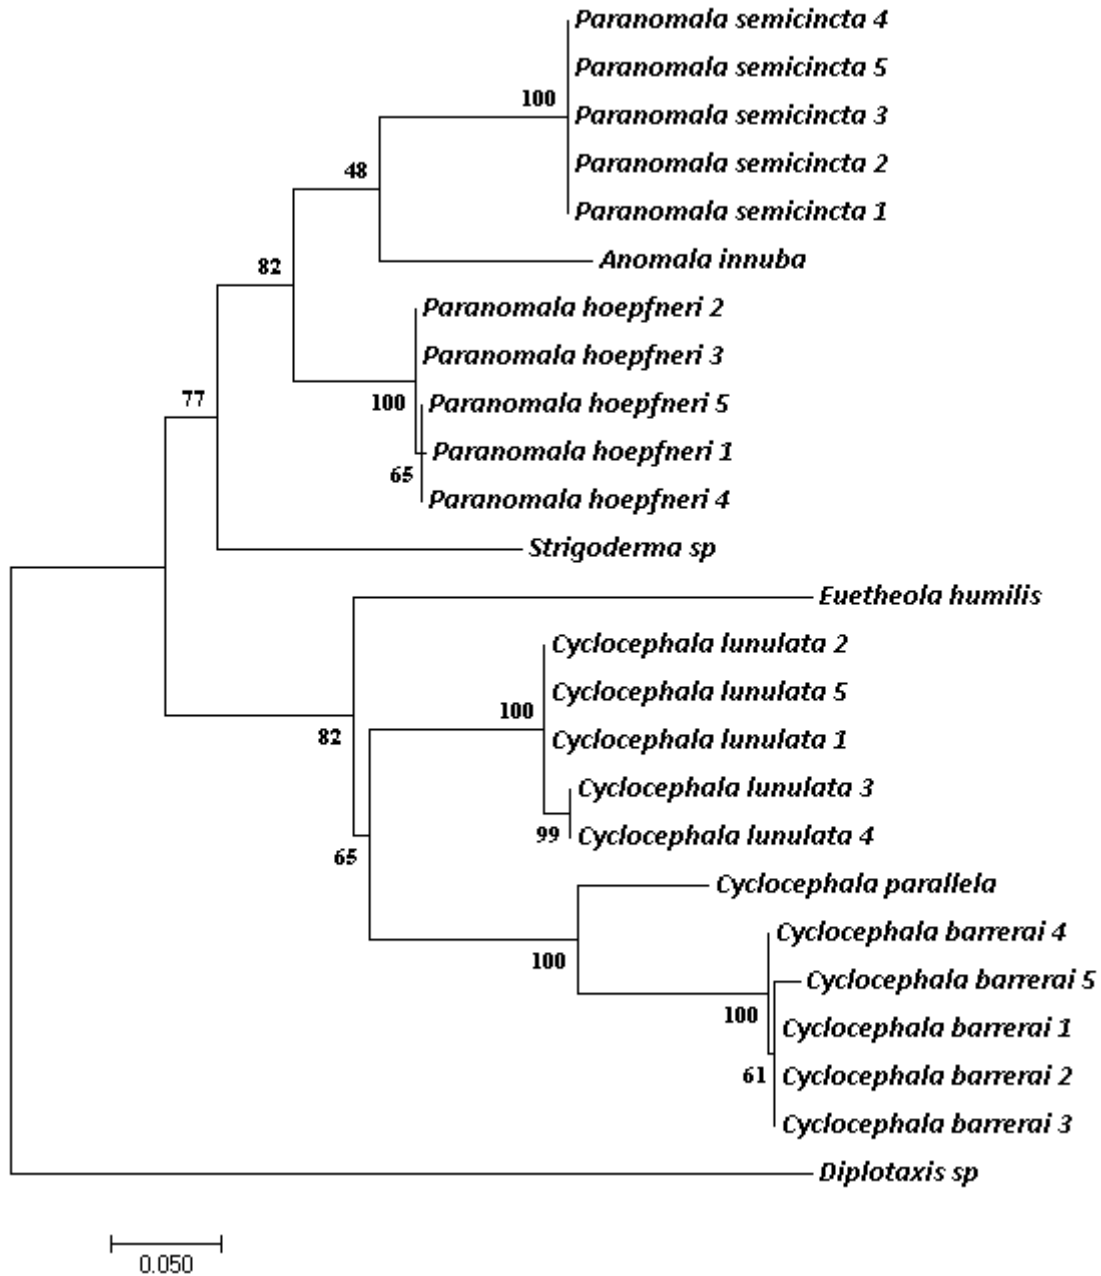 Paranomala semicincta 4
Paranomala semicincta 5
100
Paranomala semicincta 3
Paranomala semicincta 2
48
Paranomala semicincta 1
Anomala innuba
82
Paranomala hoepfneri 2
Paranomala hoepfneri 3
77
100
Paranomala hoepfneri 5
Paranomala hoepfneri 1
65
Paranomala hoepfneri 4
Strigoderma sp
Euetheola humilis
Cyclocephala lunulata 2
Cyclocephala lunulata 5
100
82
Cyclocephala lunulata 1
Cyclocephala lunulata 3
99
Cyclocephala lunulata 4
65
Cyclocephala parallela
Cyclocephala barrerai 4
100
Cyclocephala barrerai 5
100
Cyclocephala barrerai 1
61
Cyclocephala barrerai 2
Cyclocephala barrerai 3
Diplotaxis sp
0.050